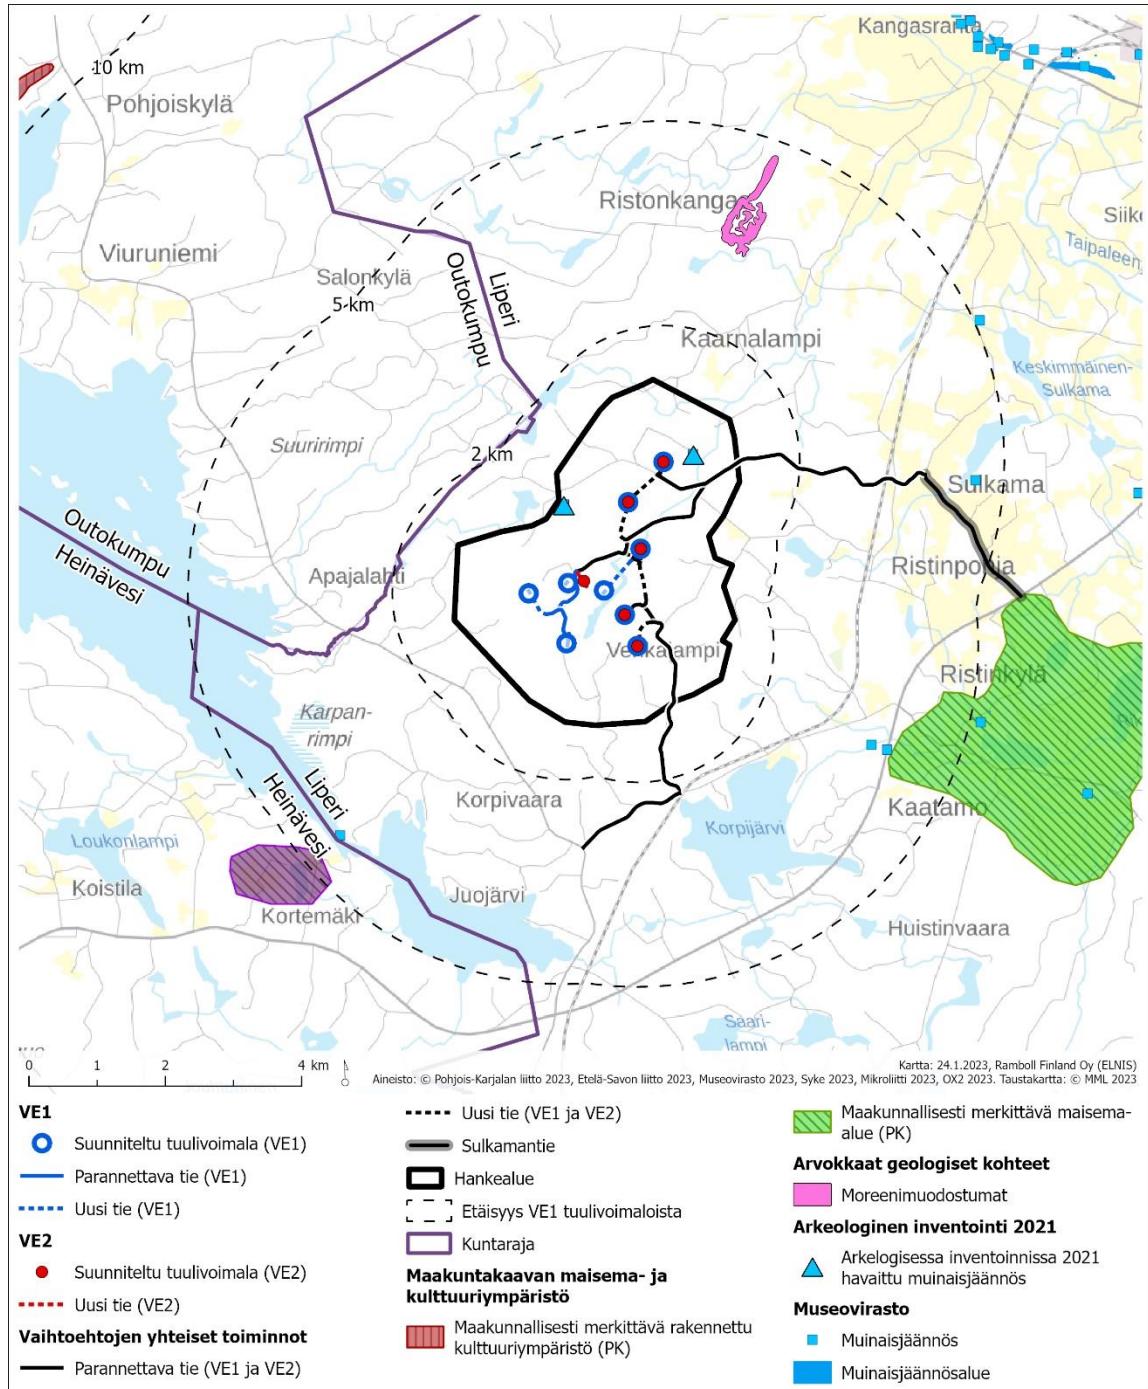 Kangasranta
10 km
Pohjoiskylä
Ristonkangas
Viuruniemi
Taipaleen
Salonkylä
Liperi
Outokumpu
5 km
Kaarnalampi
Keskimmäinen-
Sulkama
Suuririmpi
2 km
Sulkama
Outokumpu
Heinävesi
Apajalahti
Ristinpohja
Venkalampi
Ristinkylä
Karpan-
rimpi
Liperi
Heinävesi
Korpivaara
Kaatamo
Loukonlampi
Korpijärvi
Koistila
Juojärvi
Kortemäki
Huistinvaara
Saari-
lampi
0 1 2 4 km
Kartta: 24.1.2023, Ramboll Finland Oy (ELNIS)
Aineisto: © Pohjois-Karjalan liitto 2023, Etelä-Savon liitto 2023, Museovirasto 2023, Syke 2023, Mikroliitti 2023, OX2 2023. Taustakartta: © MML 2023
VE1
Suunniteltu tuulivoimala (VE1)
Parannettava tie (VE1)
Uusi tie (VE1)
VE2
Suunniteltu tuulivoimala (VE2)
Uusi tie (VE2)
Vaihtoehtojen yhteiset toiminnot
Parannettava tie (VE1 ja VE2)
Uusi tie (VE1 ja VE2)
Sulkamantie
Hankealue
Etäisyys VE1 tuulivoimaloista
Kuntaraja
Maakuntakaavan maisema- ja
kulttuuriympäristö
Maakunnallisesti merkittävä rakennettu
kulttuuriympäristö (PK)
Maakunnallisesti merkittävä maisema-
alue (PK)
Arvokkaat geologiset kohteet
Moreenimuodostumat
Arkeologinen inventointi 2021
Arkelogisessa inventoinnissa 2021
havaittu muinaisjäännös
Museovirasto
Muinaisjäännös
Muinaisjäännösalue